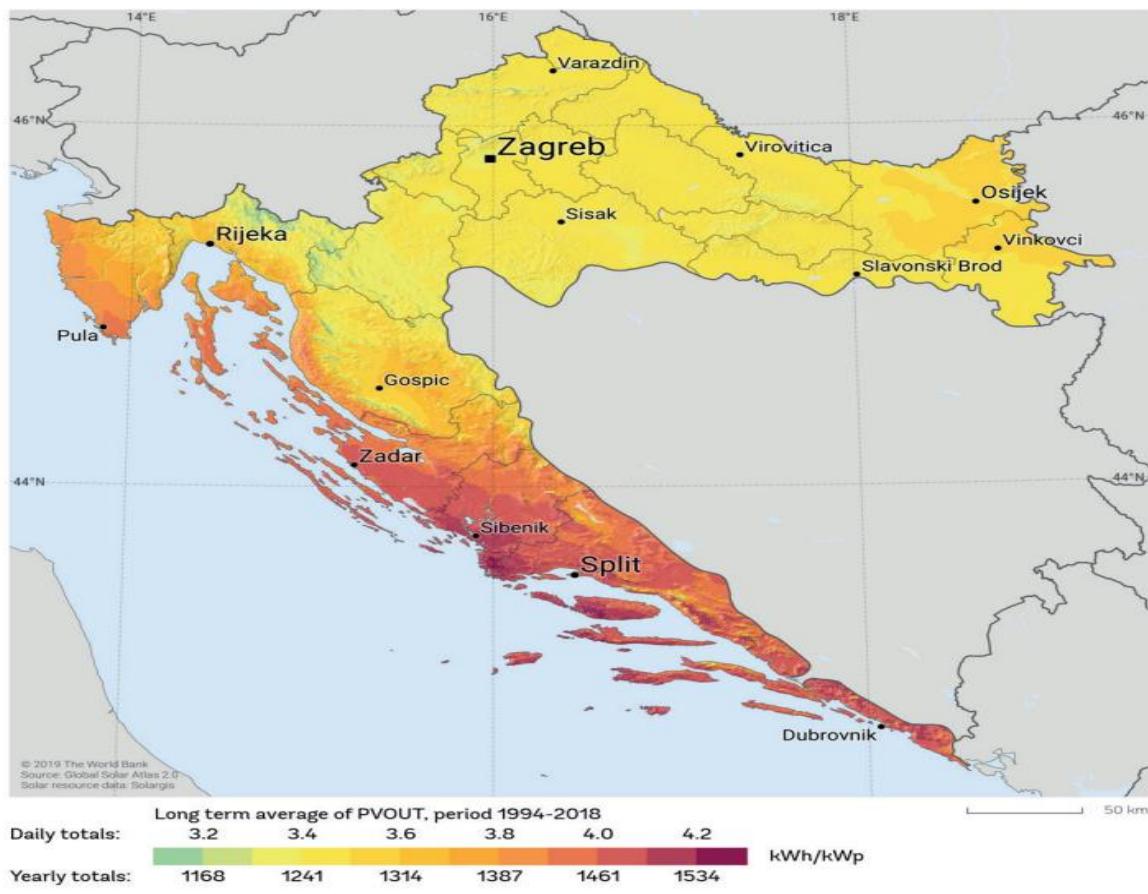 14°E 16°E 18°E
Varazdin
46°N 46°N
Zagreb
Virovitica
Osijek
Sisak
Rijeka
Vinkovci
Slavonski Brod
Pula
Gospic
Zadar
44°N 44°N
Sibenik
Split
Dubrovnik
© 2019 The World Bank
Source: Global Solar Atlas 2.0
Solar resource data: Solargis
50 km
Long term average of PVOUT, period 1994-2018
Daily totals: 3.2 3.4 3.6 3.8 4.0 4.2
kWh/kWp
Yearly totals: 1168 1241 1314 1387 1461 1534